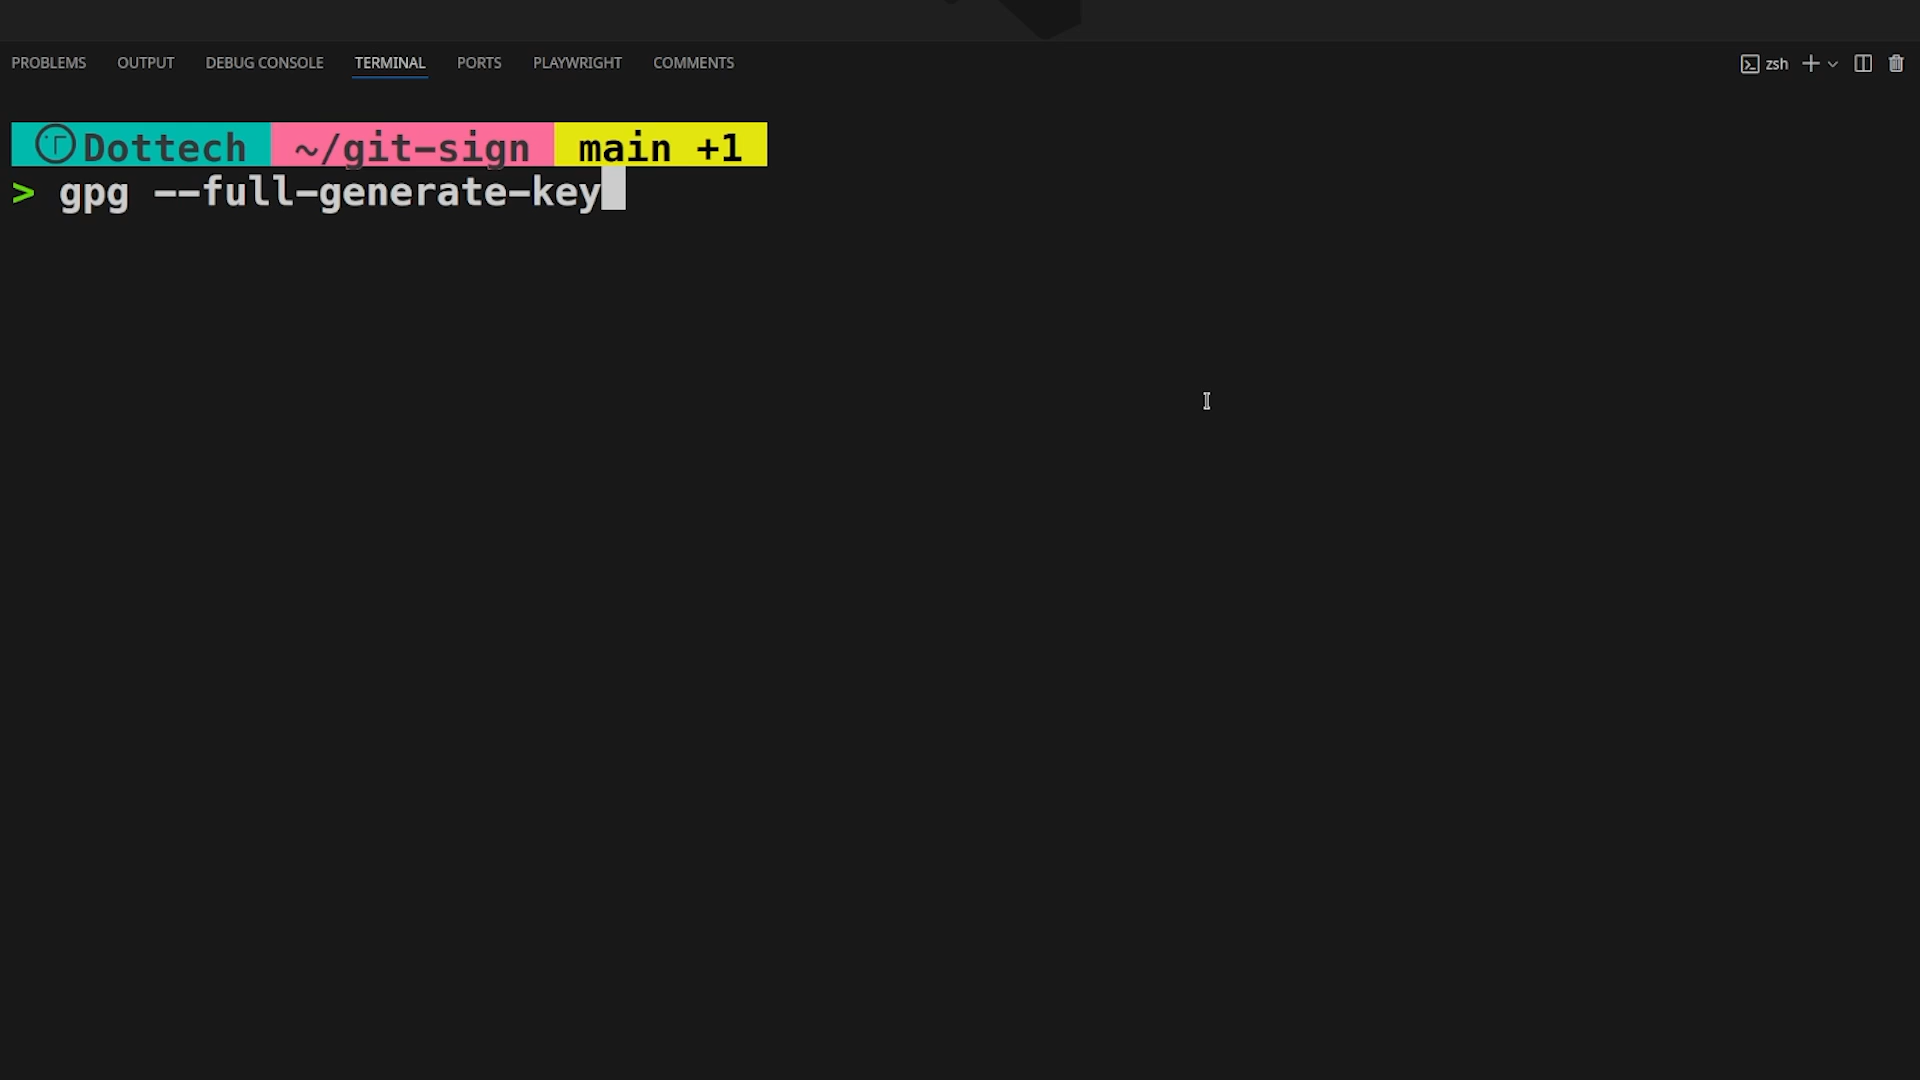 PROBLEMS OUTPUT DEBUG CONSOLE TERMINAL PORTS PLAYWRIGHT COMMENTS zsh
Dottech ~/git-sign main +1
> gpg --full-generate-key